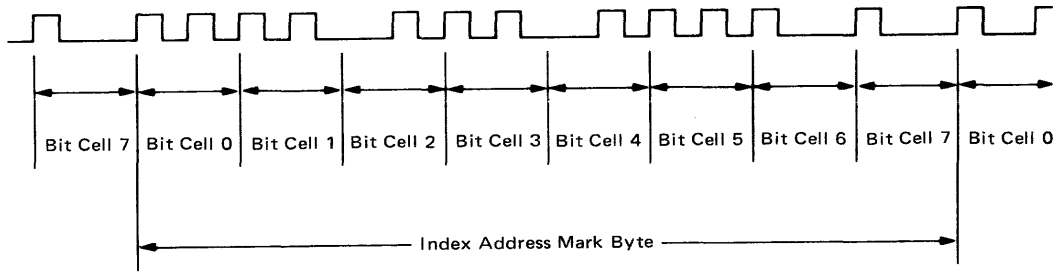 Bit Cell 7 Bit Cell 0 Bit Cell 1 Bit Cell 2 Bit Cell 3 Bit Cell 4 Bit Cell 5 Bit Cell 6 Bit Cell 7 Bit Cell 0
Index Address Mark Byte